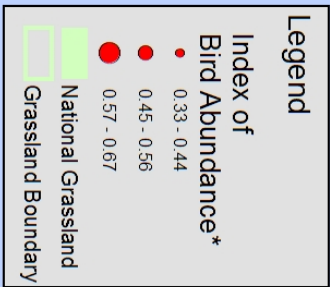 Legend
Index of
Bird Abundance*
0.33 - 0.44
0.45 - 0.56
0.57 - 0.67
National Grassland
Grassland Boundary